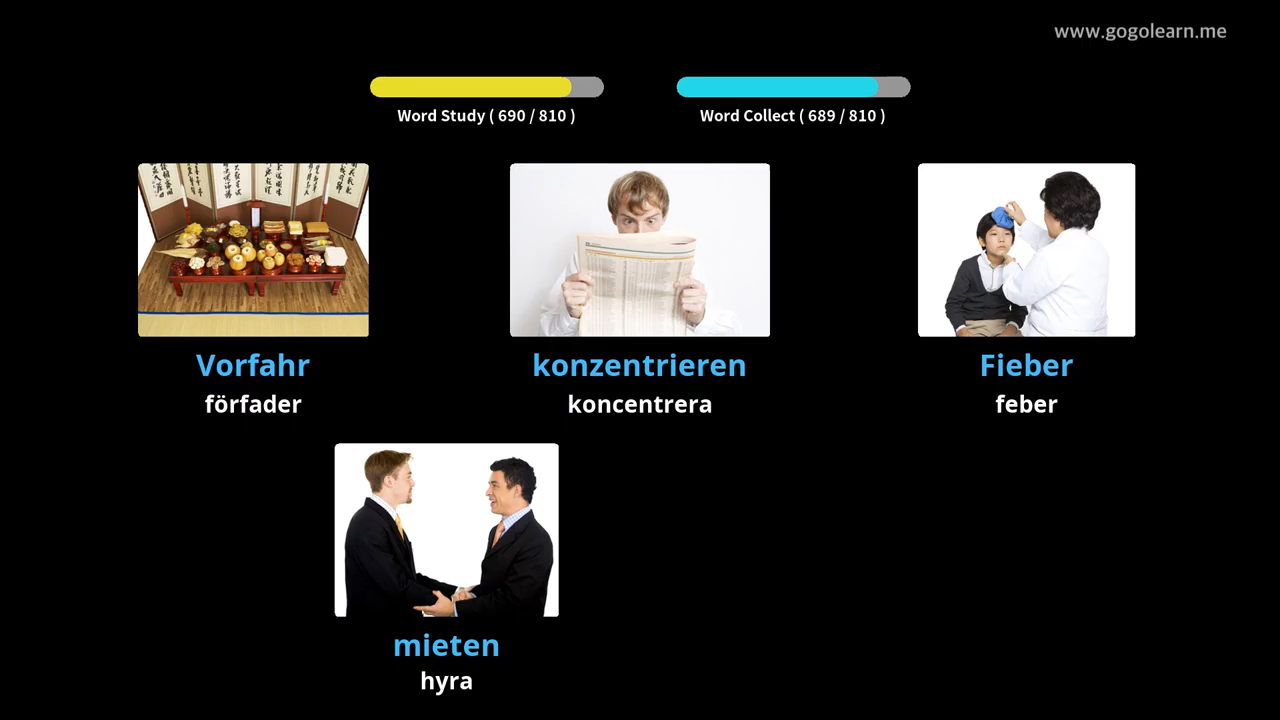 www.gogolearn.me
Word Study ( 690 / 810 )
Word Collect ( 689 / 810 )
Vorfahr
förfader
konzentrieren
koncentrera
Fieber
feber
mieten
hyra